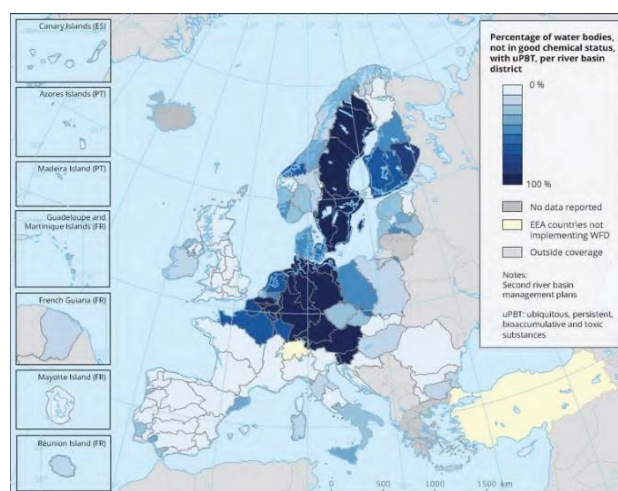 Canary Islands (ES)
Azores Islands (PT)
Madeira Island (PT)
Guadeloupe and
Martinique Islands (FR)
French Guiana (FR)
Mayotte Island (FR)
Réunion Island (FR)
Percentage of water bodies,
not in good chemical status,
with uPBT, per river basin
district
0 %
100 %
No data reported
EEA countries not
implementing WFD
Outside coverage
Notes:
Second river basin
management plans
uPBT: ubiquitous, persistent,
bioaccumulative and toxic
substances
0 500 1000 1500 km